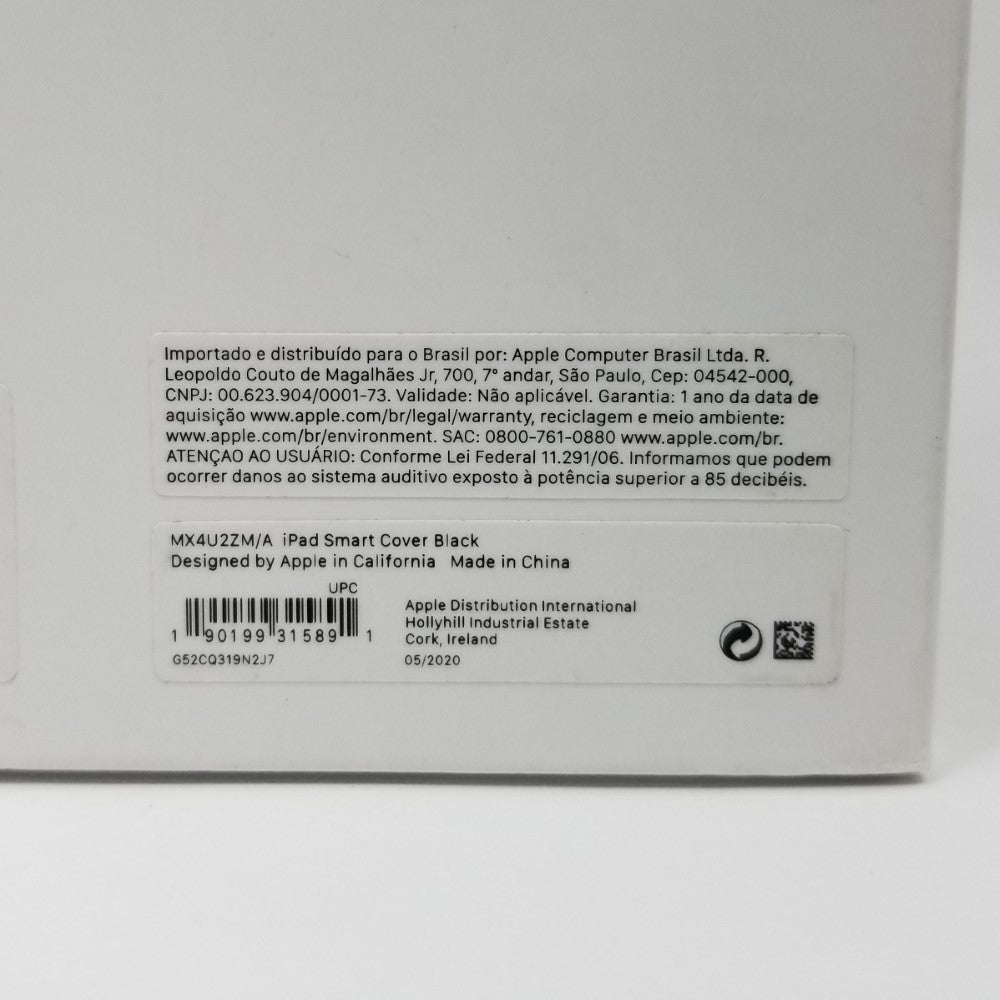 Importado e distribuído para o Brasil por: Apple Computer Brasil Ltda. R.
Leopoldo Couto de Magalhães Jr, 700, 7° andar, São Paulo, Cep: 04542-000,
CNPJ: 00.623.904/0001-73. Validade: Não aplicável. Garantia: 1 ano da data de
aquisição www.apple.com/br/legal/warranty, reciclagem e meio ambiente:
www.apple.com/br/environment. SAC: 0800-761-0880 www.apple.com/br.
ATENÇAO AO USUÁRIO: Conforme Lei Federal 11.291/06. Informamos que podem
ocorrer danos ao sistema auditivo exposto à potência superior a 85 decibéis.
MX4U2ZM/A iPad Smart Cover Black
Designed by Apple in California Made in China
UPC
1 90199 31589 1
G52CQ319N2J7
Apple Distribution International
Hollyhill Industrial Estate
Cork, Ireland
05/2020